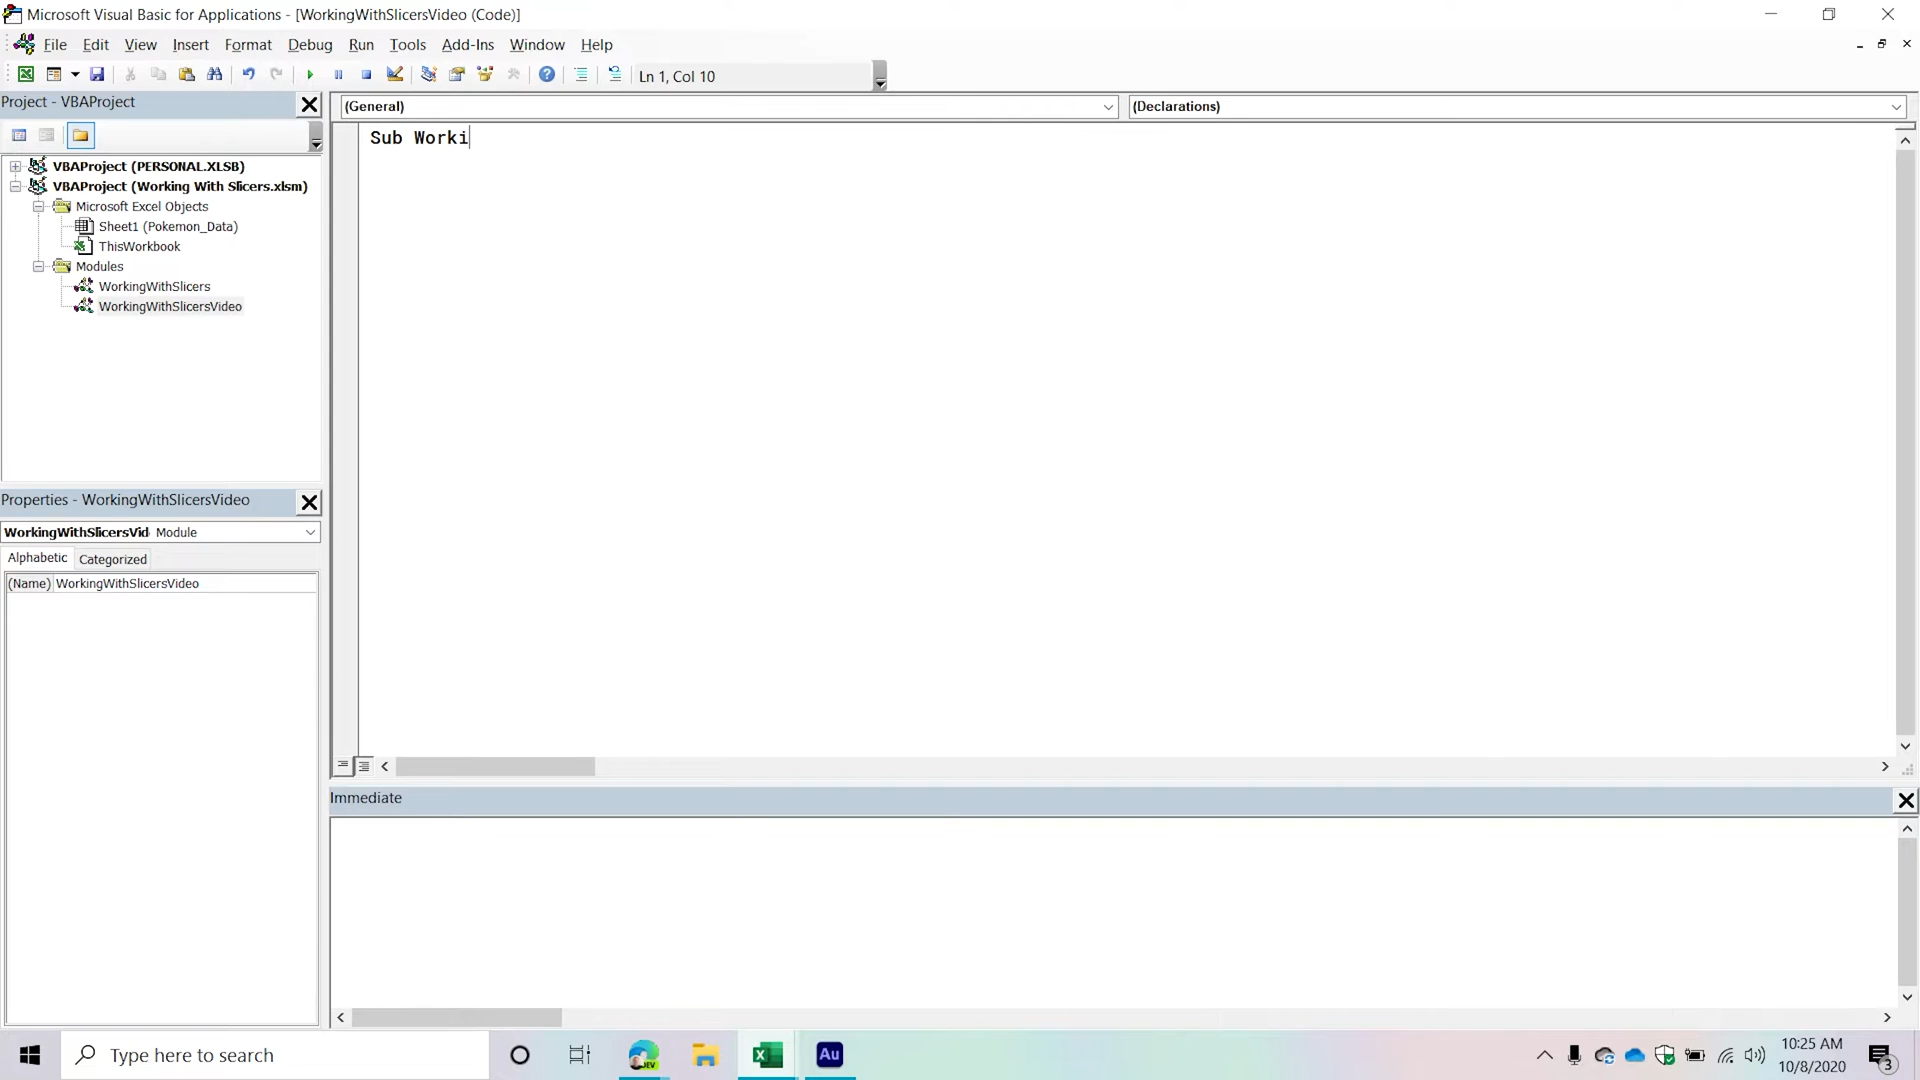 Microsoft Visual Basic for Applications - [WorkingWithSlicersVideo (Code)]
File Edit View Insert Format Debug Run Tools Add-Ins Window Help
Ln 1, Col 10
Project - VBAProject
(General) (Declarations)
Sub Worki
VBAProject (PERSONAL.XLSB)
VBAProject (Working With Slicers.xlsm)
Microsoft Excel Objects
Sheet1 (Pokemon_Data)
ThisWorkbook
Modules
WorkingWithSlicers
WorkingWithSlicersVideo
Properties - WorkingWithSlicersVideo
WorkingWithSlicersVid Module
Alphabetic Categorized
(Name) WorkingWithSlicersVideo
Immediate
Type here to search
DEV
Au
10:25 AM
10/8/2020
3